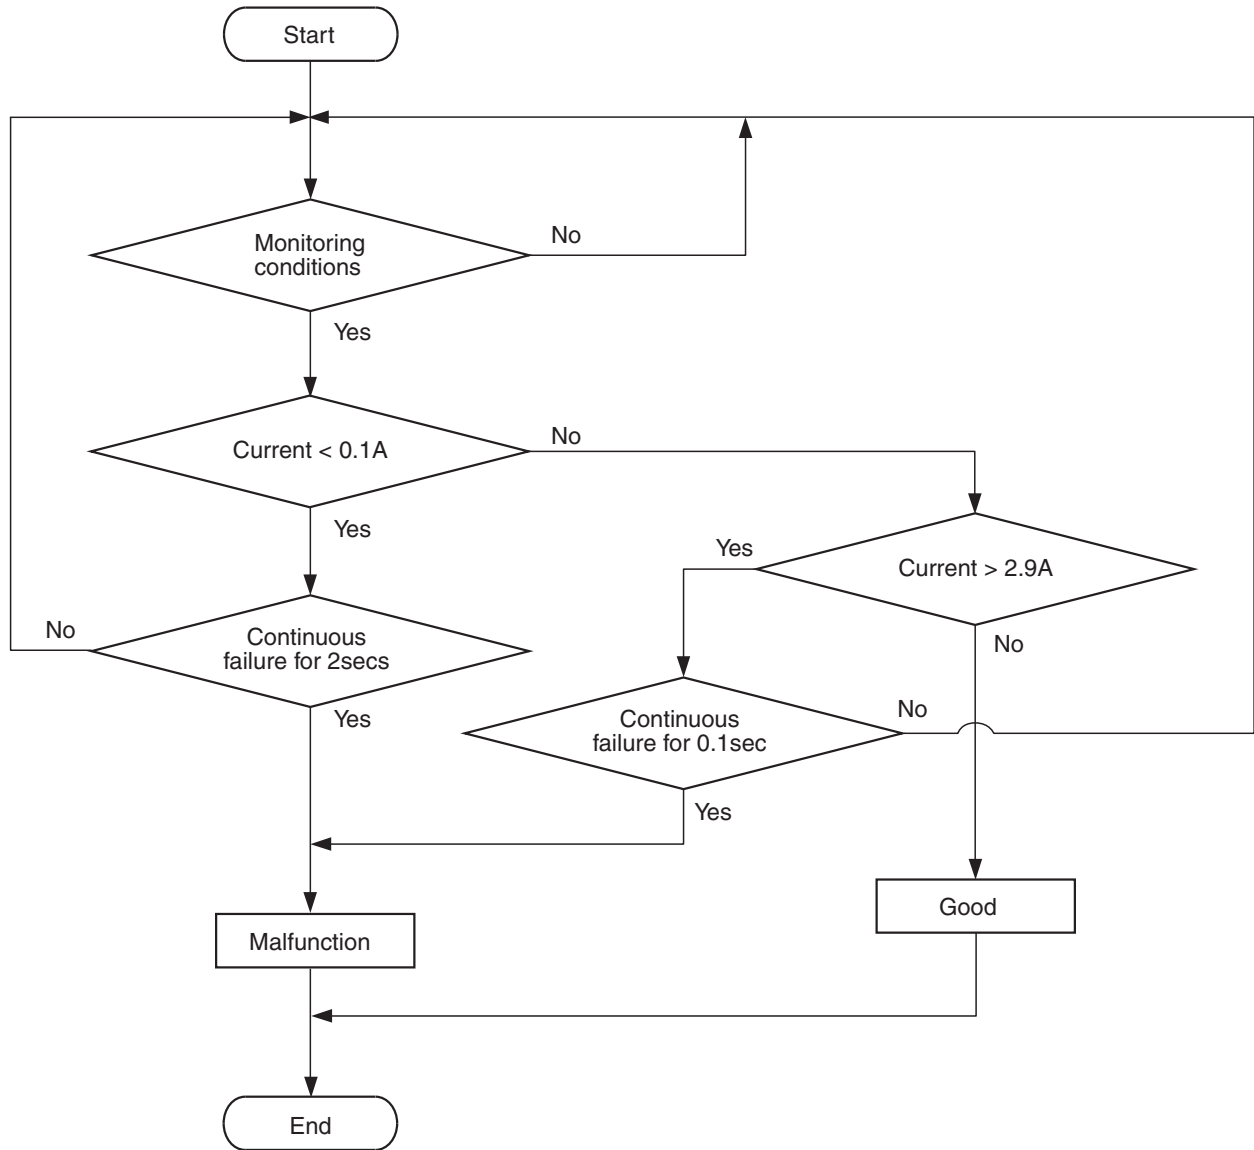 Start
Monitoring
conditions
No
Yes
Current < 0.1A
No
Yes
Current > 2.9A
Yes
No
Continuous
failure for 2secs
No
Yes
Continuous
failure for 0.1sec
No
Yes
Good
Malfunction
End